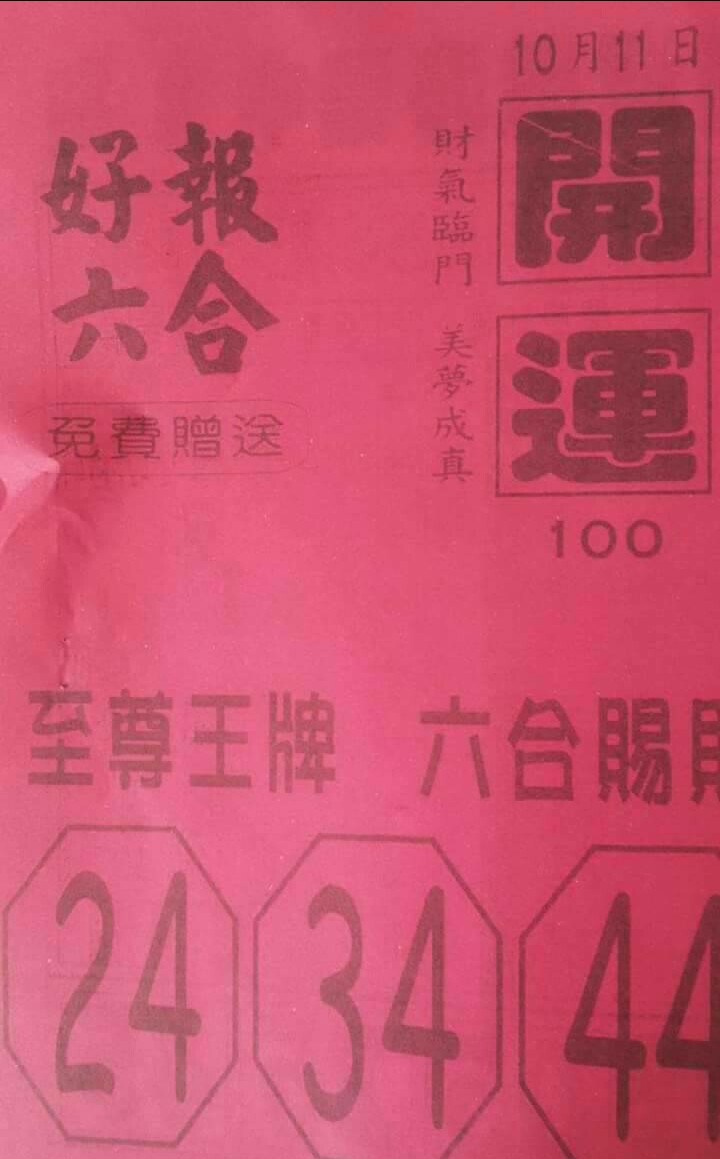 10月11日
開運
財氣臨門 美夢成真
100
好報
六合
免費贈送
至尊王牌 六合賜
24 34 44